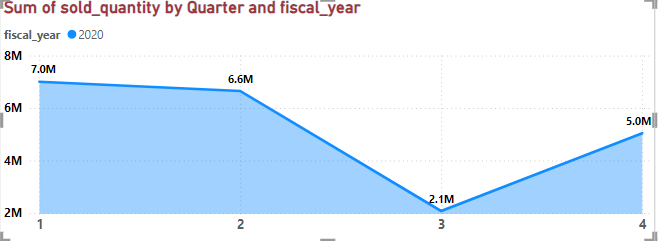 Sum of sold_quantity by Quarter and fiscal_year
fiscal_year 2020
8M
7.0M
6.6M
6M
5.0M
4M
2.1M
2M
1 2 3 4